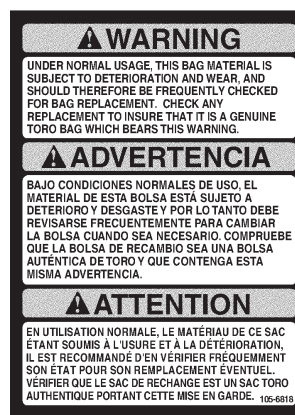 WARNING
UNDER NORMAL USAGE, THIS BAG MATERIAL IS
SUBJECT TO DETERIORATION AND WEAR, AND
SHOULD THEREFORE BE FREQUENTLY CHECKED
FOR BAG REPLACEMENT. CHECK ANY
REPLACEMENT TO INSURE THAT IT IS A GENUINE
TORO BAG WHICH BEARS THIS WARNING.
ADVERTENCIA
BAJO CONDICIONES NORMALES DE USO, EL
MATERIAL DE ESTA BOLSA ESTÁ SUJETO A
DETERIORO Y DESGASTE Y POR LO TANTO DEBE
REVISARSE FRECUENTEMENTE PARA CAMBIAR
LA BOLSA CUANDO SEA NECESARIO. COMPRUEBE
QUE LA BOLSA DE RECAMBIO SEA UNA BOLSA
AUTÉNTICA DE TORO Y QUE CONTENGA ESTA
MISMA ADVERTENCIA.
ATTENTION
EN UTILISATION NORMALE, LE MATÉRIAU DE CE SAC
ÉTANT SOUMIS À L'USURE ET À LA DÉTÉRIORATION,
IL EST RECOMMANDÉ D'EN VÉRIFIER FRÉQUEMMENT
SON ÉTAT POUR SON REMPLACEMENT ÉVENTUEL.
VÉRIFIER QUE LE SAC DE RECHANGE EST UN SAC TORO
AUTHENTIQUE PORTANT CETTE MISE EN GARDE. 105-6818